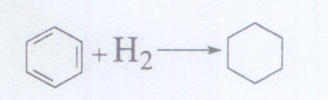 + H₂